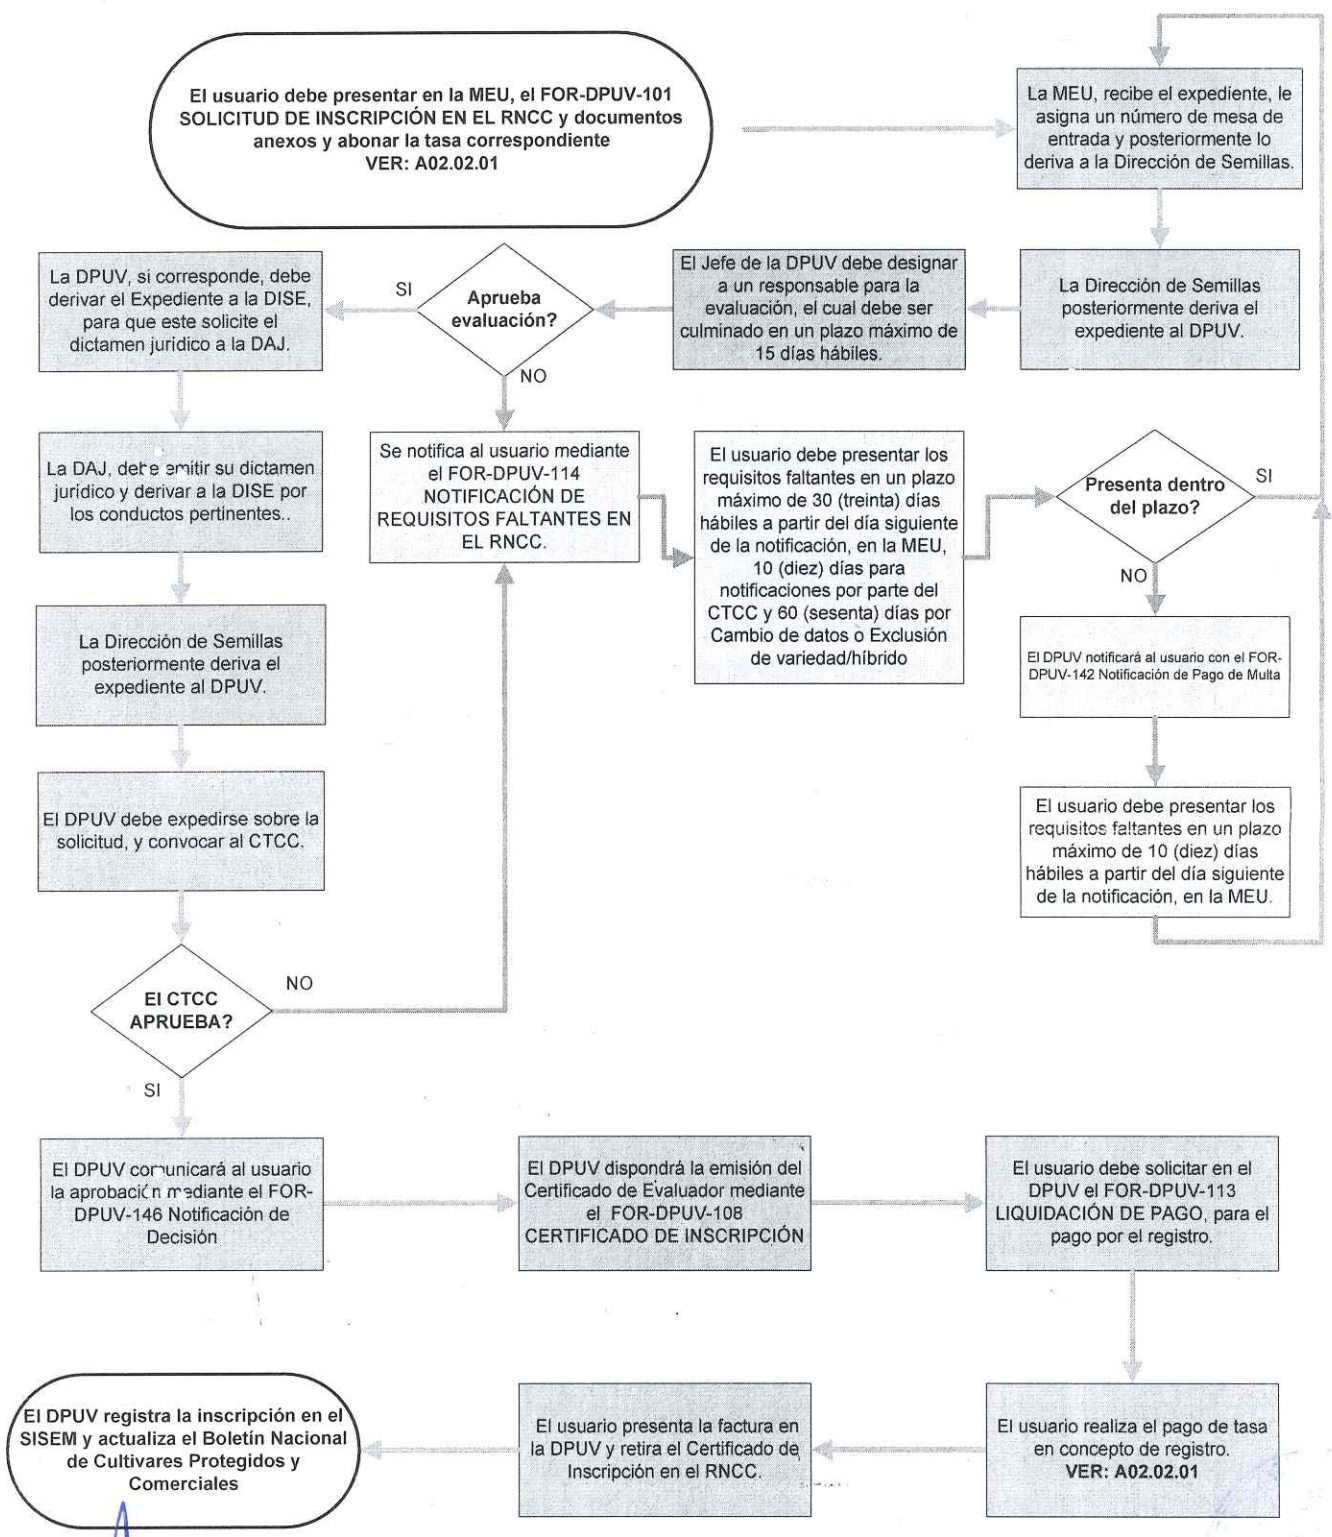 El usuario debe presentar en la MEU, el FOR-DPUV-101
SOLICITUD DE INSCRIPCIÓN EN EL RNCC y documentos
anexos y abonar la tasa correspondiente
VER: A02.02.01
La MEU, recibe el expediente, le
asigna un número de mesa de
entrada y posteriormente lo
deriva a la Dirección de Semillas.
La Dirección de Semillas
posteriormente deriva el
expediente al DPUV.
El Jefe de la DPUV debe designar
a un responsable para la
evaluación, el cual debe ser
culminado en un plazo máximo de
15 días hábiles.
Aprueba
evaluación?
SI
NO
La DPUV, si corresponde, debe
derivar el Expediente a la DISE,
para que este solicite el
dictamen jurídico a la DAJ.
La DAJ, debe emitir su dictamen
jurídico y derivar a la DISE por
los conductos pertinentes..
La Dirección de Semillas
posteriormente deriva el
expediente al DPUV.
El DPUV debe expedirse sobre la
solicitud, y convocar al CTCC.
El CTCC
APRUEBA?
NO
SI
Se notifica al usuario mediante
el FOR-DPUV-114
NOTIFICACIÓN DE
REQUISITOS FALTANTES EN
EL RNCC.
El usuario debe presentar los
requisitos faltantes en un plazo
máximo de 30 (treinta) días
hábiles a partir del día siguiente
de la notificación, en la MEU,
10 (diez) días para
notificaciones por parte del
CTCC y 60 (sesenta) días por
Cambio de datos o Exclusión
de variedad/híbrido
Presenta dentro
del plazo?
SI
NO
El DPUV notificará al usuario con el FOR-
DPUV-142 Notificación de Pago de Multa
El usuario debe presentar los
requisitos faltantes en un plazo
máximo de 10 (diez) días
hábiles a partir del día siguiente
de la notificación, en la MEU.
El DPUV comunicará al usuario
la aprobación mediante el FOR-
DPUV-146 Notificación de
Decisión
El DPUV dispondrá la emisión del
Certificado de Evaluador mediante
el FOR-DPUV-108
CERTIFICADO DE INSCRIPCIÓN
El usuario debe solicitar en el
DPUV el FOR-DPUV-113
LIQUIDACIÓN DE PAGO, para el
pago por el registro.
El usuario realiza el pago de tasa
en concepto de registro.
VER: A02.02.01
El usuario presenta la factura en
la DPUV y retira el Certificado de
Inscripción en el RNCC.
El DPUV registra la inscripción en el
SISEM y actualiza el Boletín Nacional
de Cultivares Protegidos y
Comerciales